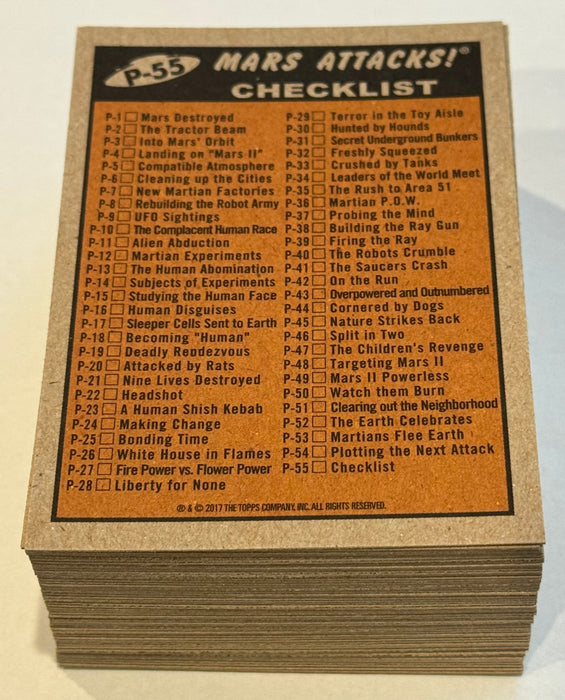 P-55 MARS ATTACKS!®
CHECKLIST
P-1 Mars Destroyed
P-2 The Tractor Beam
P-3 Into Mars' Orbit
P-4 Landing on "Mars II"
P-5 Compatible Atmosphere
P-6 Cleaning up the Cities
P-7 New Martian Factories
P-8 Rebuilding the Robot Army
P-9 UFO Sightings
P-10 The Complacent Human Race
P-11 Alien Abduction
P-12 Martian Experiments
P-13 The Human Abomination
P-14 Subjects of Experiments
P-15 Studying the Human Face
P-16 Human Disguises
P-17 Sleeper Cells Sent to Earth
P-18 Becoming "Human"
P-19 Deadly Rendezvous
P-20 Attacked by Rats
P-21 Nine Lives Destroyed
P-22 Headshot
P-23 A Human Shish Kebab
P-24 Making Change
P-25 Bonding Time
P-26 White House in Flames
P-27 Fire Power vs. Flower Power
P-28 Liberty for None
P-29 Terror in the Toy Aisle
P-30 Hunted by Hounds
P-31 Secret Underground Bunkers
P-32 Freshly Squeezed
P-33 Crushed by Tanks
P-34 Leaders of the World Meet
P-35 The Rush to Area 51
P-36 Martian P.O.W.
P-37 Probing the Mind
P-38 Building the Ray Gun
P-39 Firing the Ray
P-40 The Robots Crumble
P-41 The Saucers Crash
P-42 On the Run
P-43 Overpowered and Outnumbered
P-44 Cornered by Dogs
P-45 Nature Strikes Back
P-46 Split in Two
P-47 The Children's Revenge
P-48 Targeting Mars II
P-49 Mars II Powerless
P-50 Watch them Burn
P-51 Clearing out the Neighborhood
P-52 The Earth Celebrates
P-53 Martians Flee Earth
P-54 Plotting the Next Attack
P-55 Checklist
® & © 2017 THE TOPPS COMPANY, INC. ALL RIGHTS RESERVED.